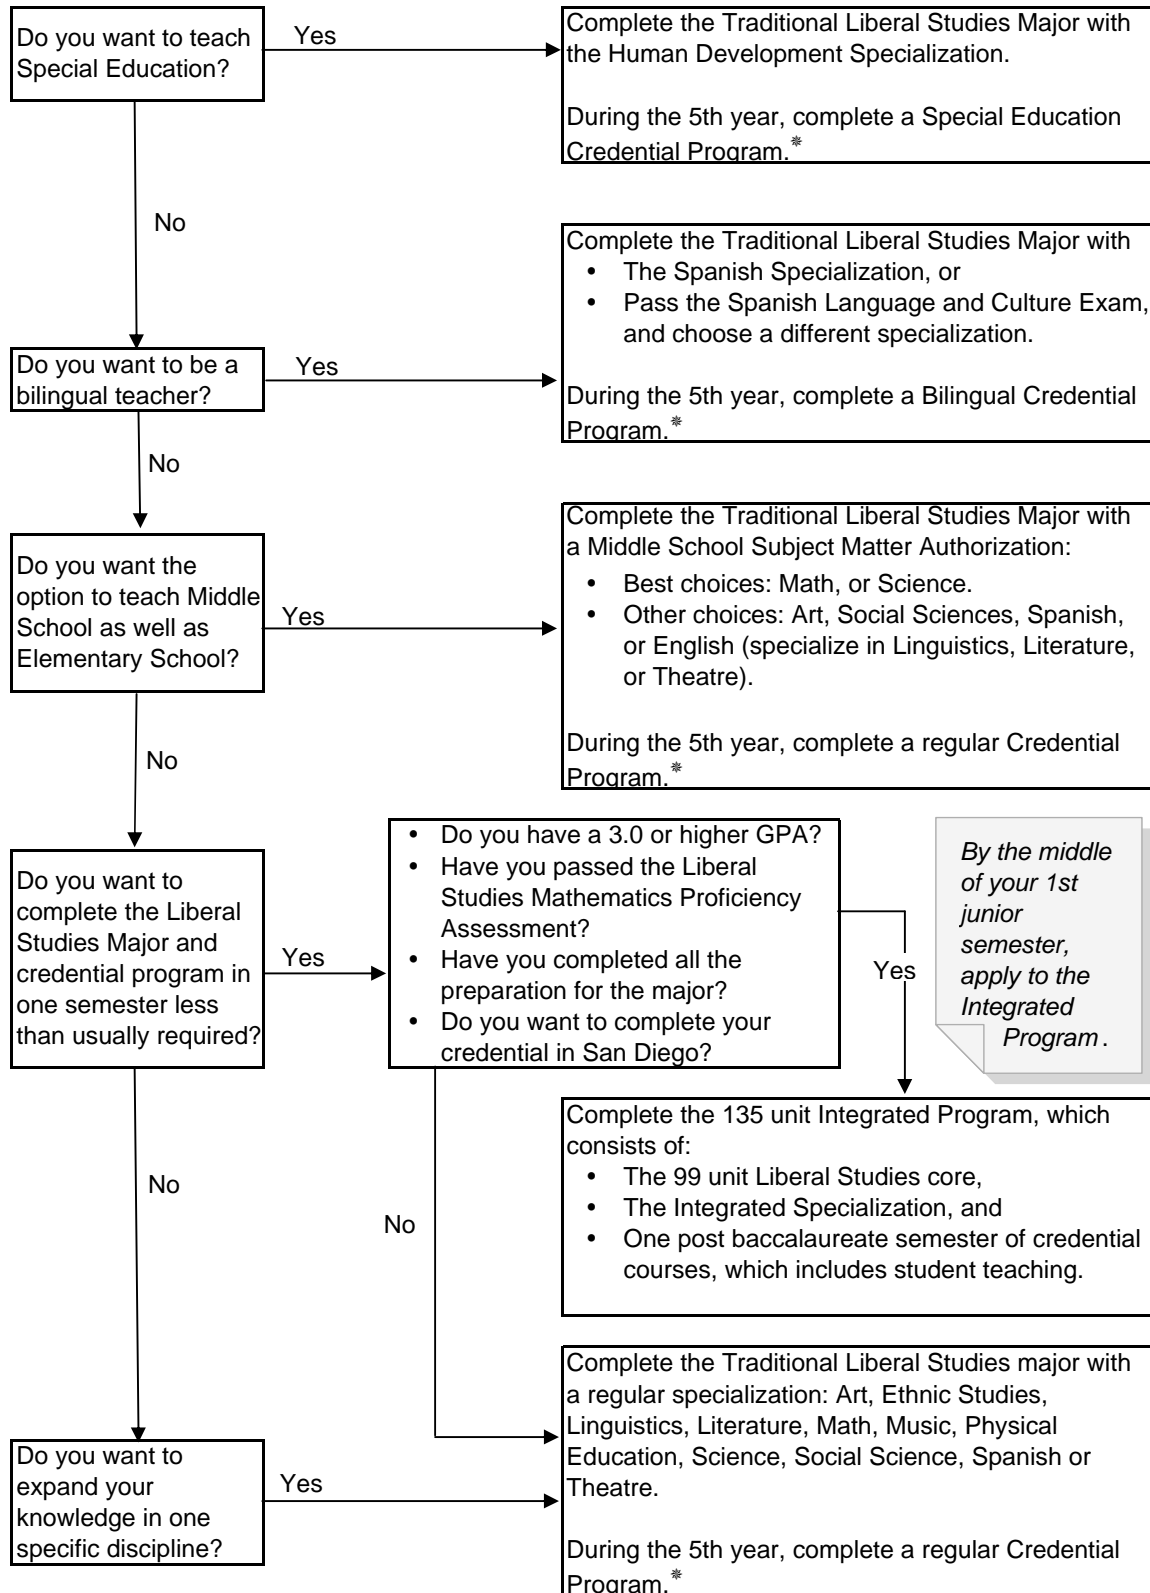 Do you want to teach
Special Education?
Yes
Complete the Traditional Liberal Studies Major with
the Human Development Specialization.
During the 5th year, complete a Special Education
Credential Program.*
No
Complete the Traditional Liberal Studies Major with
• The Spanish Specialization, or
• Pass the Spanish Language and Culture Exam,
and choose a different specialization.
During the 5th year, complete a Bilingual Credential
Program.*
Do you want to be a
bilingual teacher?
Yes
No
Complete the Traditional Liberal Studies Major with
a Middle School Subject Matter Authorization:
• Best choices: Math, or Science.
• Other choices: Art, Social Sciences, Spanish,
or English (specialize in Linguistics, Literature,
or Theatre).
During the 5th year, complete a regular Credential
Program.*
Do you want the
option to teach Middle
School as well as
Elementary School?
Yes
No
Do you want to
complete the Liberal
Studies Major and
credential program in
one semester less
than usually required?
Yes
• Do you have a 3.0 or higher GPA?
• Have you passed the Liberal
Studies Mathematics Proficiency
Assessment?
• Have you completed all the
preparation for the major?
• Do you want to complete your
credential in San Diego?
Yes
By the middle
of your 1st
junior
semester,
apply to the
Integrated
Program.
Complete the 135 unit Integrated Program, which
consists of:
• The 99 unit Liberal Studies core,
• The Integrated Specialization, and
• One post baccalaureate semester of credential
courses, which includes student teaching.
No
No
Complete the Traditional Liberal Studies major with
a regular specialization: Art, Ethnic Studies,
Linguistics, Literature, Math, Music, Physical
Education, Science, Social Science, Spanish or
Theatre.
During the 5th year, complete a regular Credential
Program.*
Do you want to
expand your
knowledge in one
specific discipline?
Yes